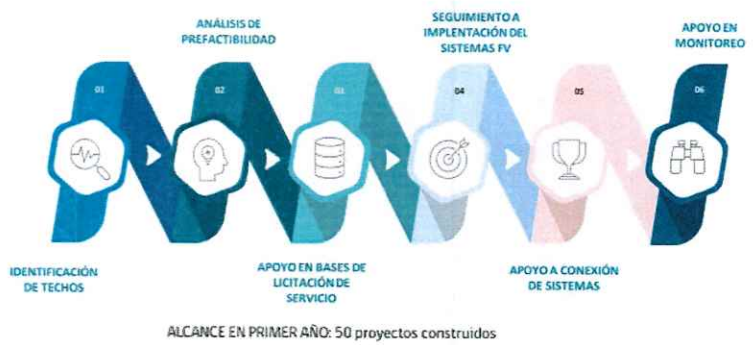 SEGUIMIENTO A
IMPLENTACIÓN DEL
SISTEMAS FV
ANÁLISIS DE
PREFACTIBILIDAD
APOYO EN
MONITOREO
01
02
03
04
05
06
IDENTIFICACIÓN
DE TECHOS
APOYO EN BASES DE
LICITACIÓN DE
SERVICIO
APOYO A CONEXIÓN
DE SISTEMAS
ALCANCE EN PRIMER AÑO: 50 proyectos construidos